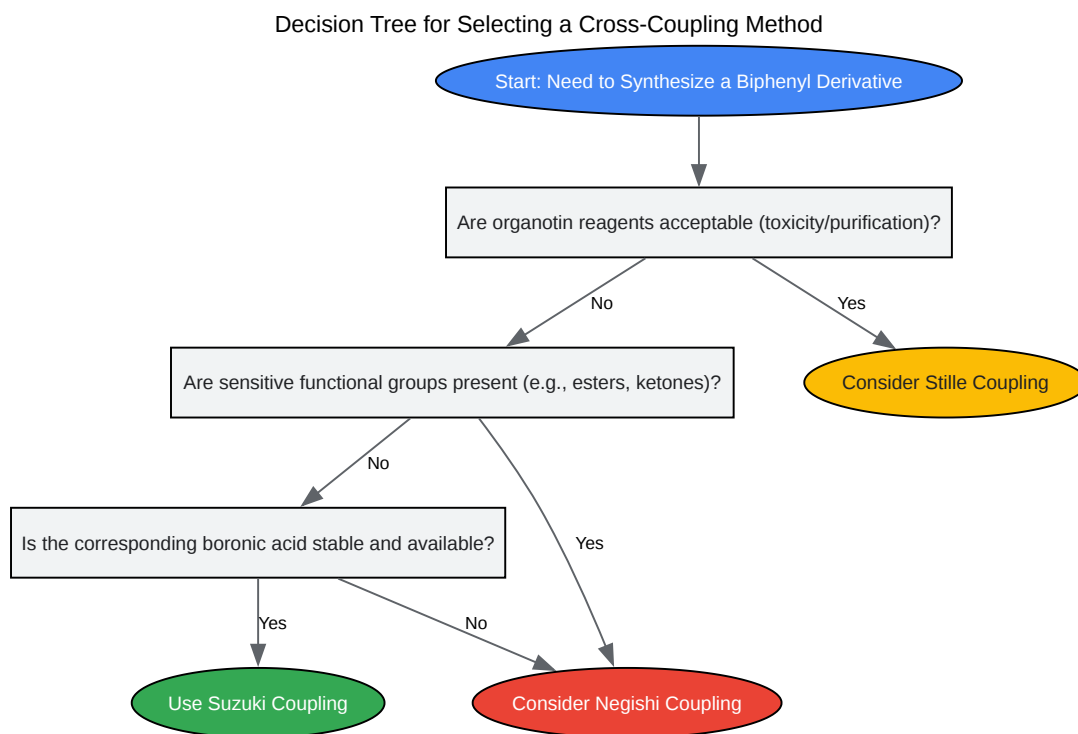 Decision Tree for Selecting a Cross-Coupling Method
Start: Need to Synthesize a Biphenyl Derivative
Are organotin reagents acceptable (toxicity/purification)?
No
Yes
Are sensitive functional groups present (e.g., esters, ketones)?
Consider Stille Coupling
No
Is the corresponding boronic acid stable and available?
Yes
Yes
No
Use Suzuki Coupling
Consider Negishi Coupling